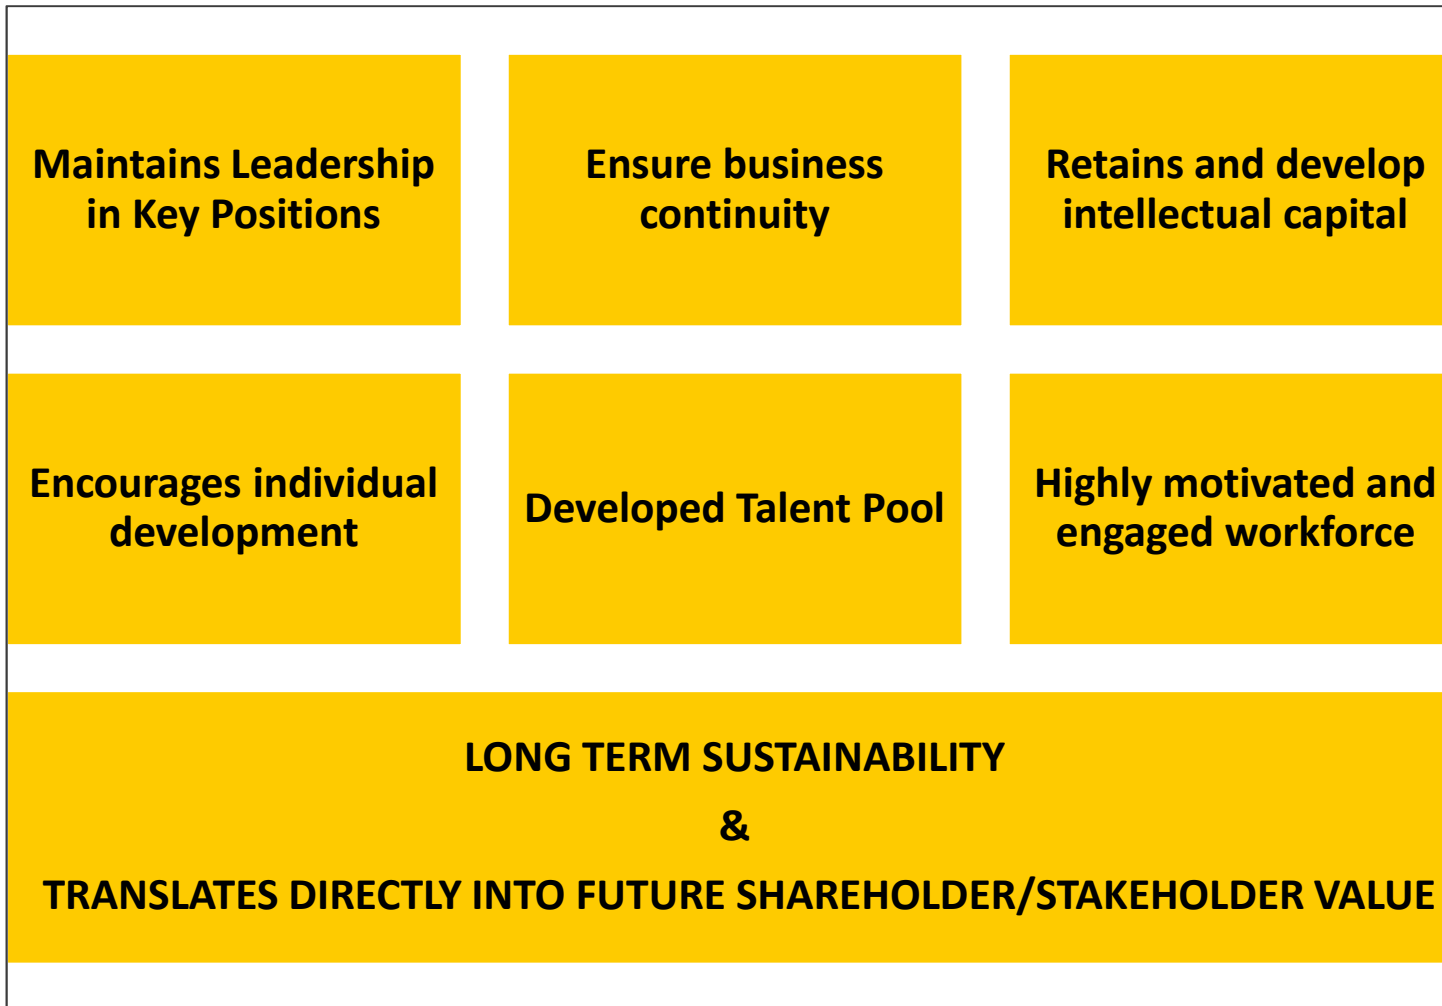 Maintains Leadership
in Key Positions
Ensure business
continuity
Retains and develop
intellectual capital
Encourages individual
development
Developed Talent Pool
Highly motivated and
engaged workforce
LONG TERM SUSTAINABILITY
&
TRANSLATES DIRECTLY INTO FUTURE SHAREHOLDER/STAKEHOLDER VALUE